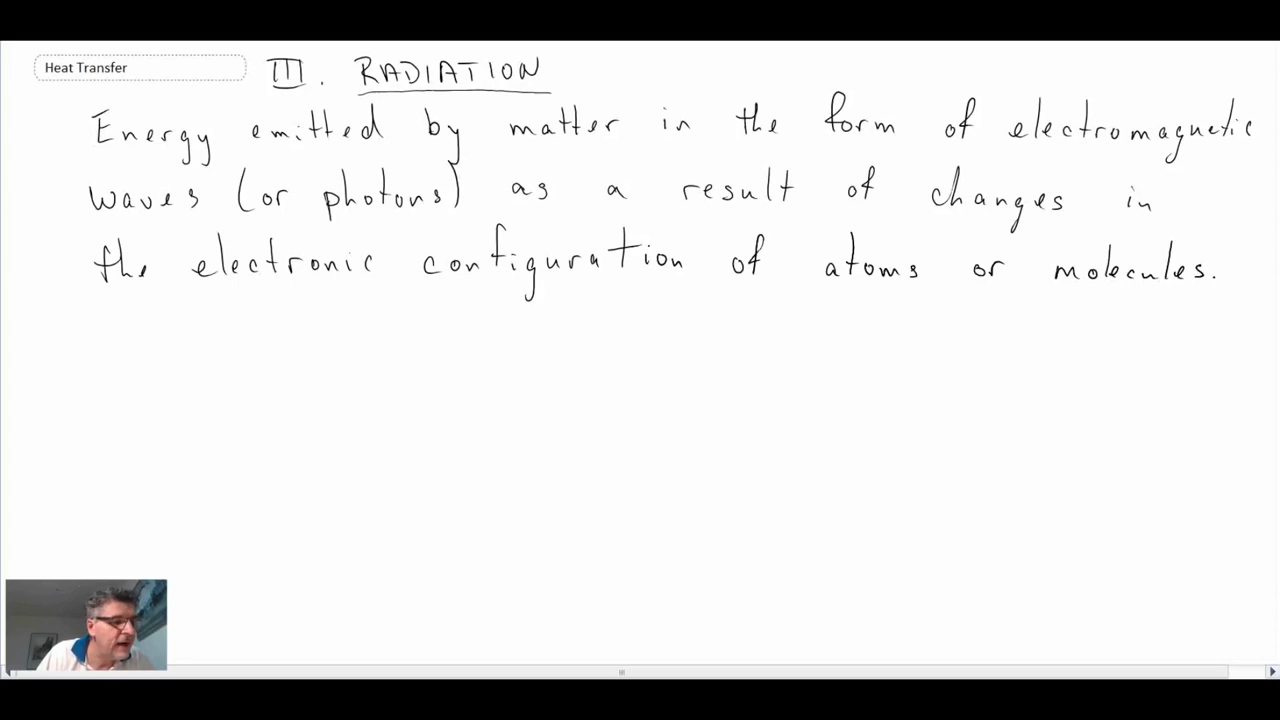 Heat Transfer
III. RADIATION
Energy emitted by matter in the form of electromagnetic
waves (or photons) as a result of changes in
the electronic configuration of atoms or molecules.